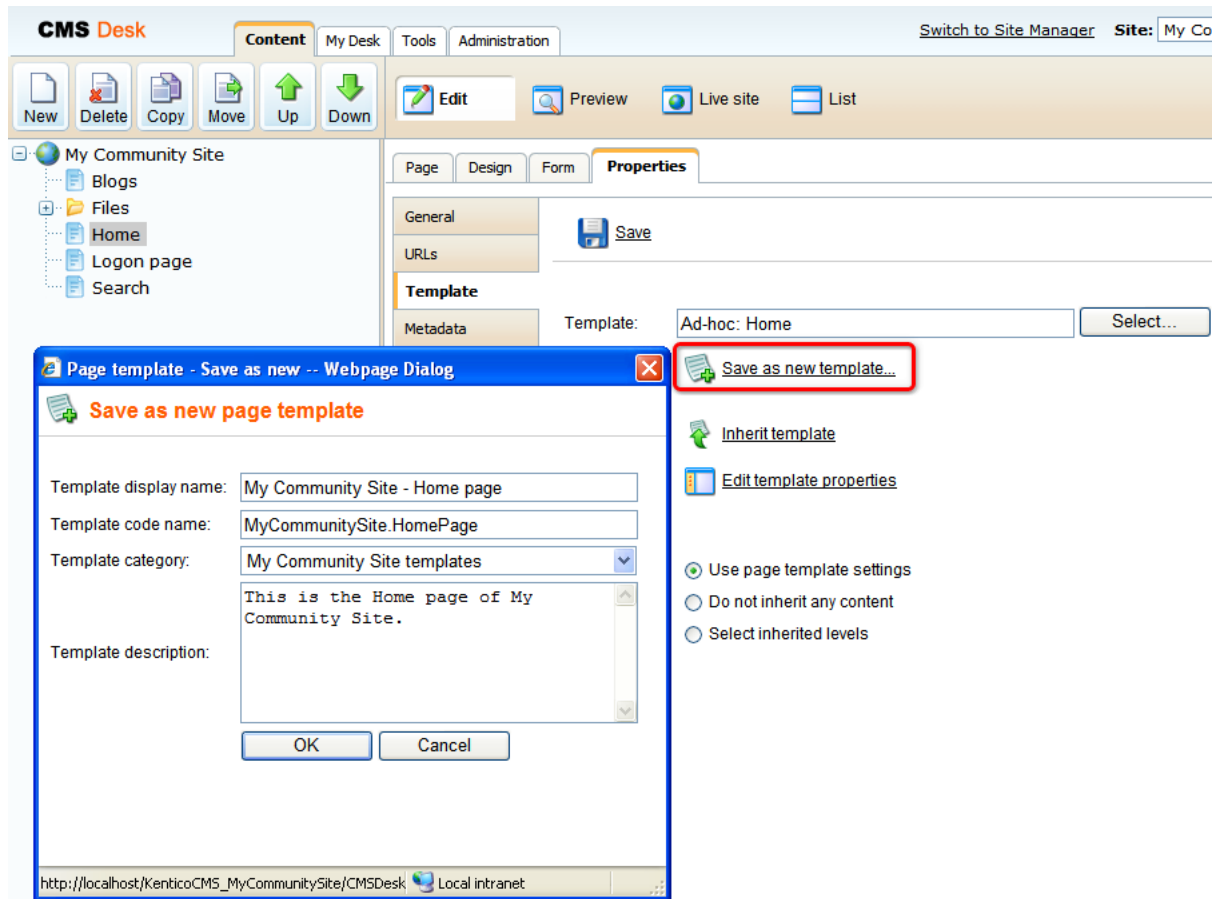 CMS Desk
Content
My Desk
Tools
Administration
Switch to Site Manager
Site: My Co
New
Delete
Copy
Move
Up
Down
Edit
Preview
Live site
List
My Community Site
Blogs
Files
Home
Logon page
Search
Page
Design
Form
Properties
General
URLs
Template
Metadata
Save
Template:
Ad-hoc: Home
Select...
Save as new template...
Inherit template
Edit template properties
Use page template settings
Do not inherit any content
Select inherited levels
Page template - Save as new -- Webpage Dialog
Save as new page template
Template display name: My Community Site - Home page
Template code name: MyCommunitySite.HomePage
Template category: My Community Site templates
Template description:
This is the Home page of My
Community Site.
OK
Cancel
http://localhost/KenticoCMS_MyCommunitySite/CMSDesk
Local intranet